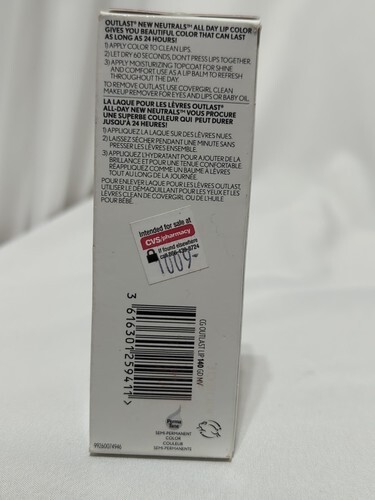 OUTLAST® NEW NEUTRALS™ ALL DAY LIP COLOR
GIVES YOU BEAUTIFUL COLOR THAT CAN LAST
AS LONG AS 24 HOURS!
1) APPLY COLOR TO CLEAN LIPS.
2) LET DRY 60 SECONDS, DON'T PRESS LIPS TOGETHER.
3) APPLY MOISTURIZING TOPCOAT FOR SHINE
AND COMFORT USE AS A LIP BALM TO REFRESH
THROUGHOUT THE DAY.
TO REMOVE OUTLAST, USE COVERGIRL CLEAN
MAKEUP REMOVER FOR EYES AND LIPS OR BABY OIL.
LA LAQUE POUR LES LÈVRES OUTLAST®
ALL-DAY NEW NEUTRALS™ VOUS PROCURE
UNE SUPERBE COULEUR QUI PEUT DURER
JUSQU'À 24 HEURES!
1) APPLIQUEZ LA LAQUE SUR DES LÈVRES NUES.
2) LAISSEZ SÉCHER PENDANT UNE MINUTE SANS
PRESSER LES LÈVRES ENSEMBLE.
3) APPLIQUEZ L'HYDRATANT POUR AJOUTER DE LA
BRILLANCE ET POUR UNE TENUE CONFORTABLE.
RÉAPPLIQUEZ COMME UN BAUME À LÈVRES
TOUT AU LONG DE LA JOURNÉE.
POUR ENLEVER LAQUE POUR LES LÈVRES OUTLAST,
UTILISER LE DÉMAQUILLANT POUR LES YEUX ET LES
LÈVRES CLEAN DE COVERGIRL OU DE L'HUILE
POUR BÉBÉ.
Intended for sale at
CVS/pharmacy
If found elsewhere
1009
3 616301 259411 >
CG OUTLAST LIP 140 GO MV
SEMI-PERMANENT
COLOR
COULEUR
SEMI-PERMANENTE
99260074946